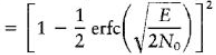 = [1 − 1/2 erfc(√(E/2N₀))]²